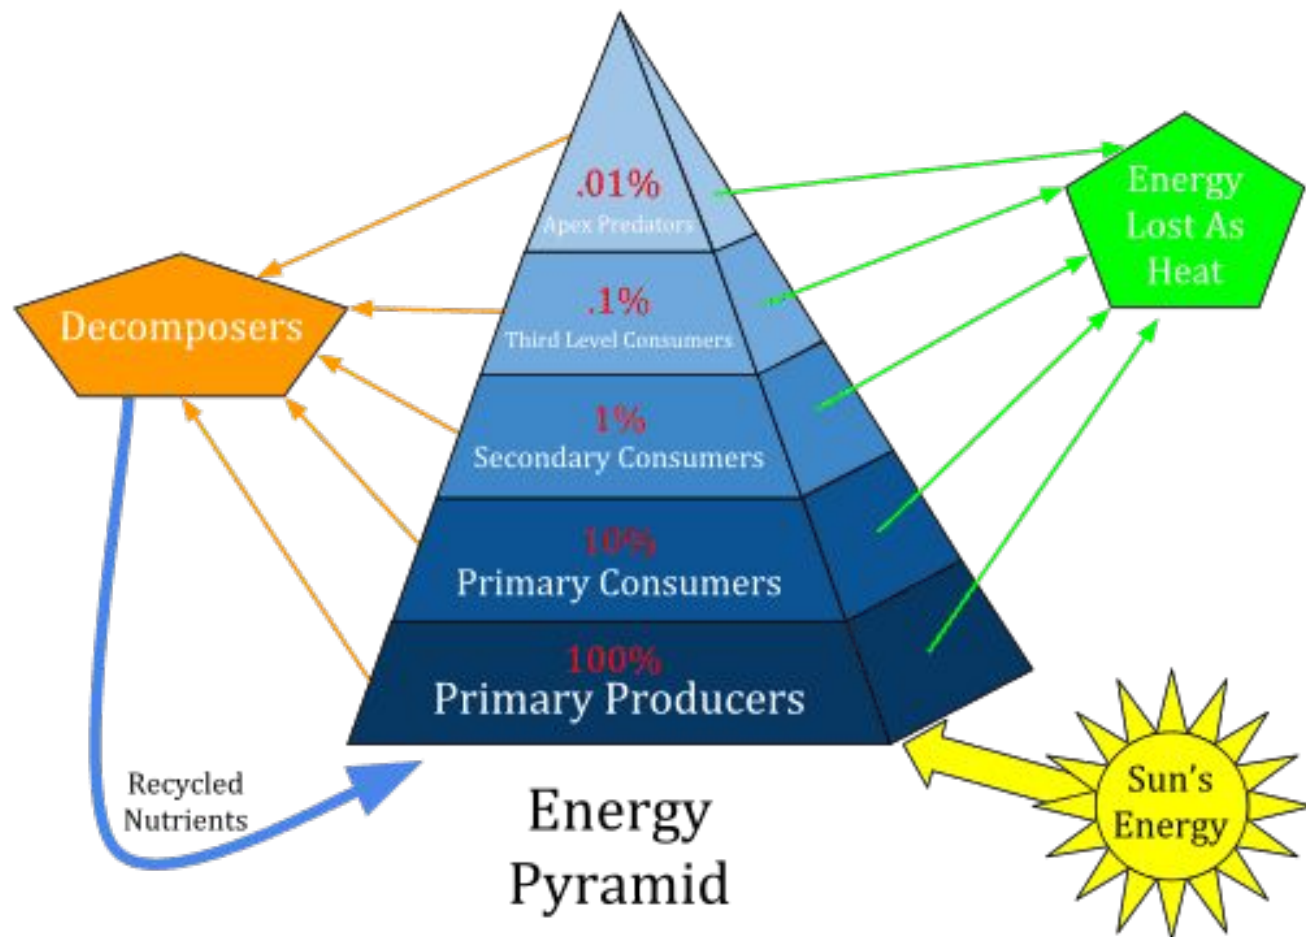 .01%
Apex Predators
Energy
Lost As
Heat
Decomposers
.1%
Third Level Consumers
1%
Secondary Consumers
10%
Primary Consumers
100%
Primary Producers
Recycled
Nutrients
Sun's
Energy
Energy
Pyramid